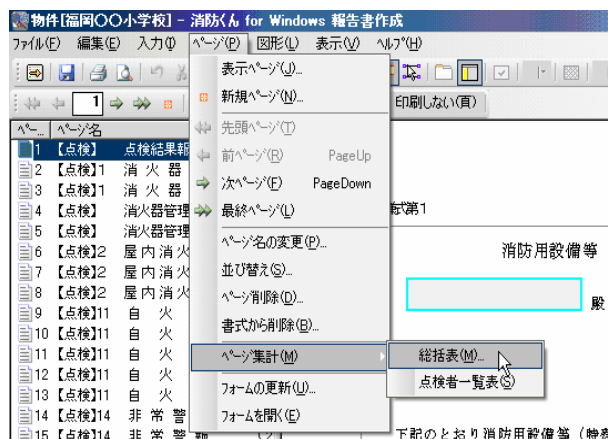 物件[福岡〇〇小学校] - 消防くん for Windows 報告書作成
ファイル(F) 編集(E) 入力(I) ページ(P) 図形(L) 表示(V) ヘルプ(H)
1
印刷しない(頁)
ペー... ページ名
1 【点検】 点検結果報
2 【点検】1 消 火 器
3 【点検】1 消 火 器
4 【点検】 消火器管理
5 【点検】 消火器管理
6 【点検】2 屋 内 消 火
7 【点検】2 屋 内 消 火
8 【点検】2 屋 内 消 火
9 【点検】11 自 火
10 【点検】11 自 火
11 【点検】11 自 火
12 【点検】11 自 火
13 【点検】11 自 火
14 【点検】14 非 常 警
15 【点検】14 非 常 警 報 (2)
表示ページ(J)...
新規ページ(N)...
先頭ページ(T)
前ページ(R) PageUp
次ページ(F) PageDown
最終ページ(L)
ページ名の変更(P)...
並び替え(S)...
ページ削除(D)...
書式から削除(B)...
ページ集計(M)
フォームの更新(U)...
フォームを開く(E)
総括表(M)...
点検者一覧表(S)
式第1
消防用設備等
殿
下記のとおり消防用設備等（特殊